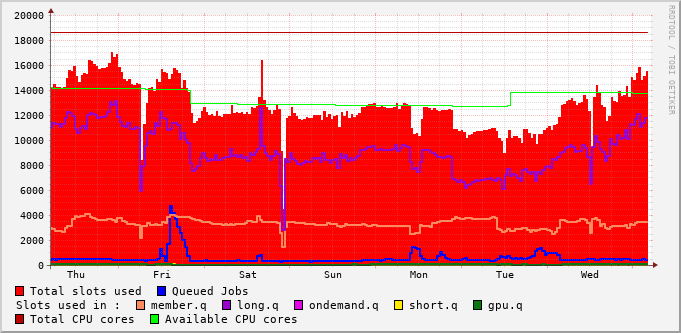 20000
18000
16000
14000
12000
10000
8000
6000
4000
2000
0
Thu Fri Sat Sun Mon Tue Wed
RRDTOOL / TOBI OETIKER
Total slots used Queued Jobs
Slots used in : member.q long.q ondemand.q short.q gpu.q
Total CPU cores Available CPU cores